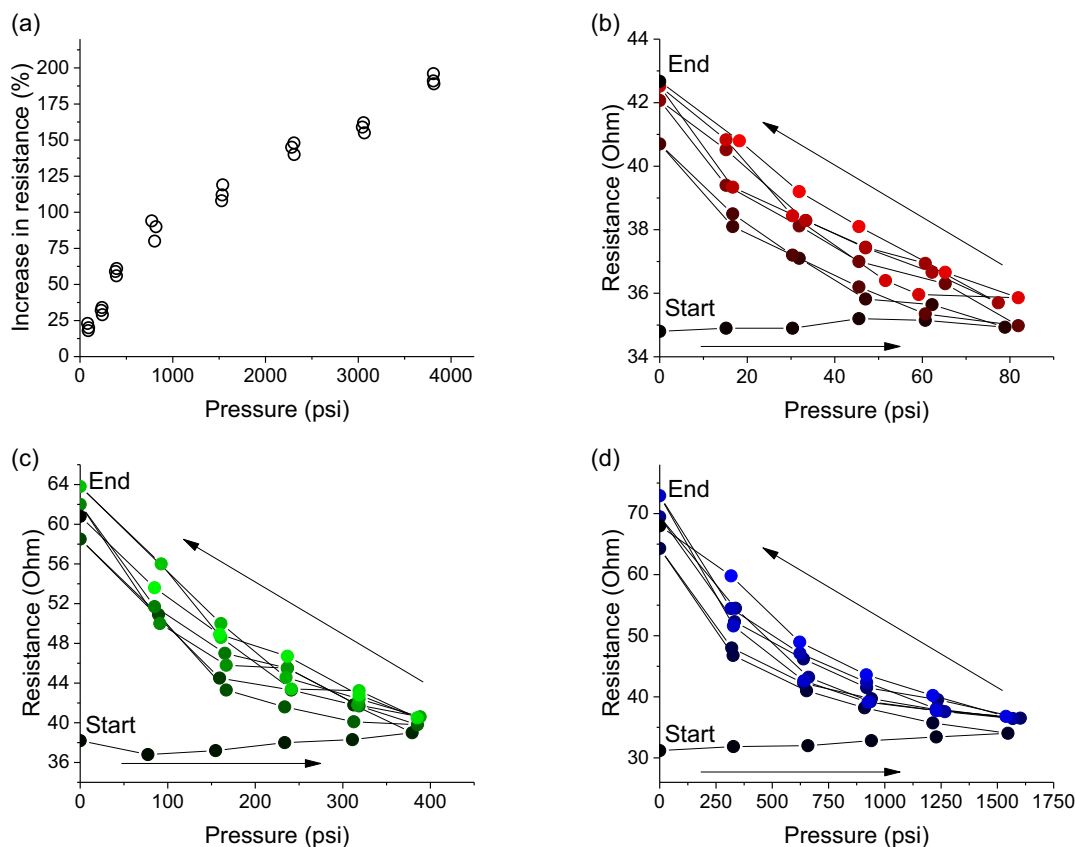 (a)
200
175
150
125
100
75
50
25
0
0 1000 2000 3000 4000
Increase in resistance (%)
Pressure (psi)
(b)
44
42
40
38
36
34
0 20 40 60 80
Resistance (Ohm)
Pressure (psi)
End
Start
(c)
64
60
56
52
48
44
40
36
0 100 200 300 400
Resistance (Ohm)
Pressure (psi)
End
Start
(d)
70
60
50
40
30
0 250 500 750 1000 1250 1500 1750
Resistance (Ohm)
Pressure (psi)
End
Start